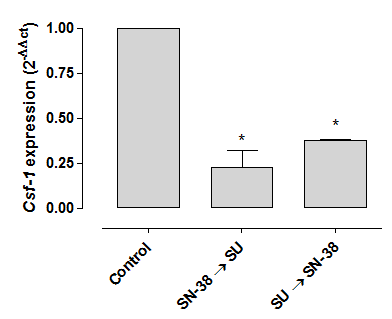 Csf-1 expression (2-ΔΔct)
1.00
0.75
0.50
0.25
0.00
*
*
Control
SN-38 → SU
SU → SN-38